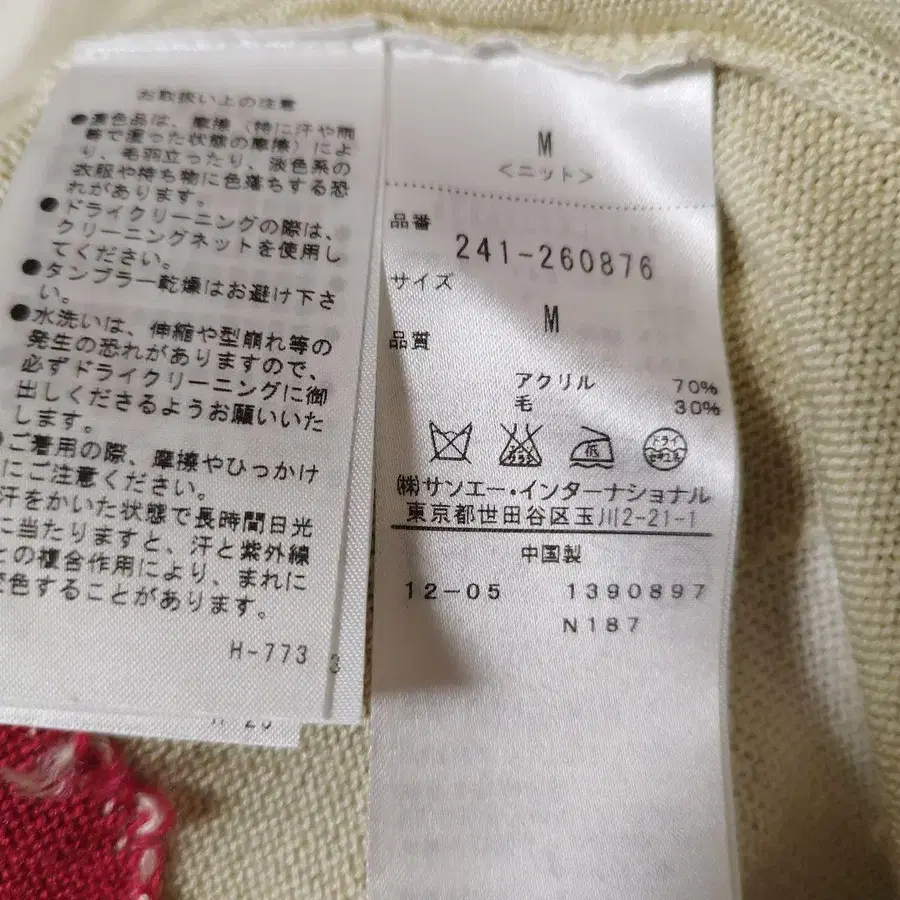 お取扱い上の注意
●濃色品は、摩擦（特に汗や雨
等で湿った状態の摩擦）によ
り、毛羽立ったり、淡色系の
衣服や持ち物に色落ちする恐
れがあります。
●ドライクリーニングの際は、
クリーニングネットを使用し
てください。
●タンブラー乾燥はお避け下さ
い。
●水洗いは、伸縮や型崩れ等の
発生の恐れがありますので、
必ずドライクリーニングに御
出しくださるようお願いいた
します。
ご着用の際、摩擦やひっかけ
にご注意ください。
汗をかいた状態で長時間日光
に当たりますと、汗と紫外線
との複合作用により、まれに
変色することがあります。
H-773
3
M
<ニット>
品番
241-260876
サイズ
M
品質
アクリル 70%
毛 30%
低
ドライ
㈱サンエー・インターナショナル
東京都世田谷区玉川2-21-1
中国製
12-05 1390897
N187